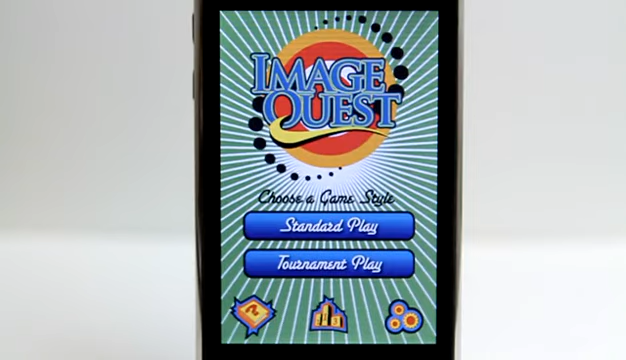 IMAGE
QUEST
Choose a Game Style
Standard Play
Tournament Play
?